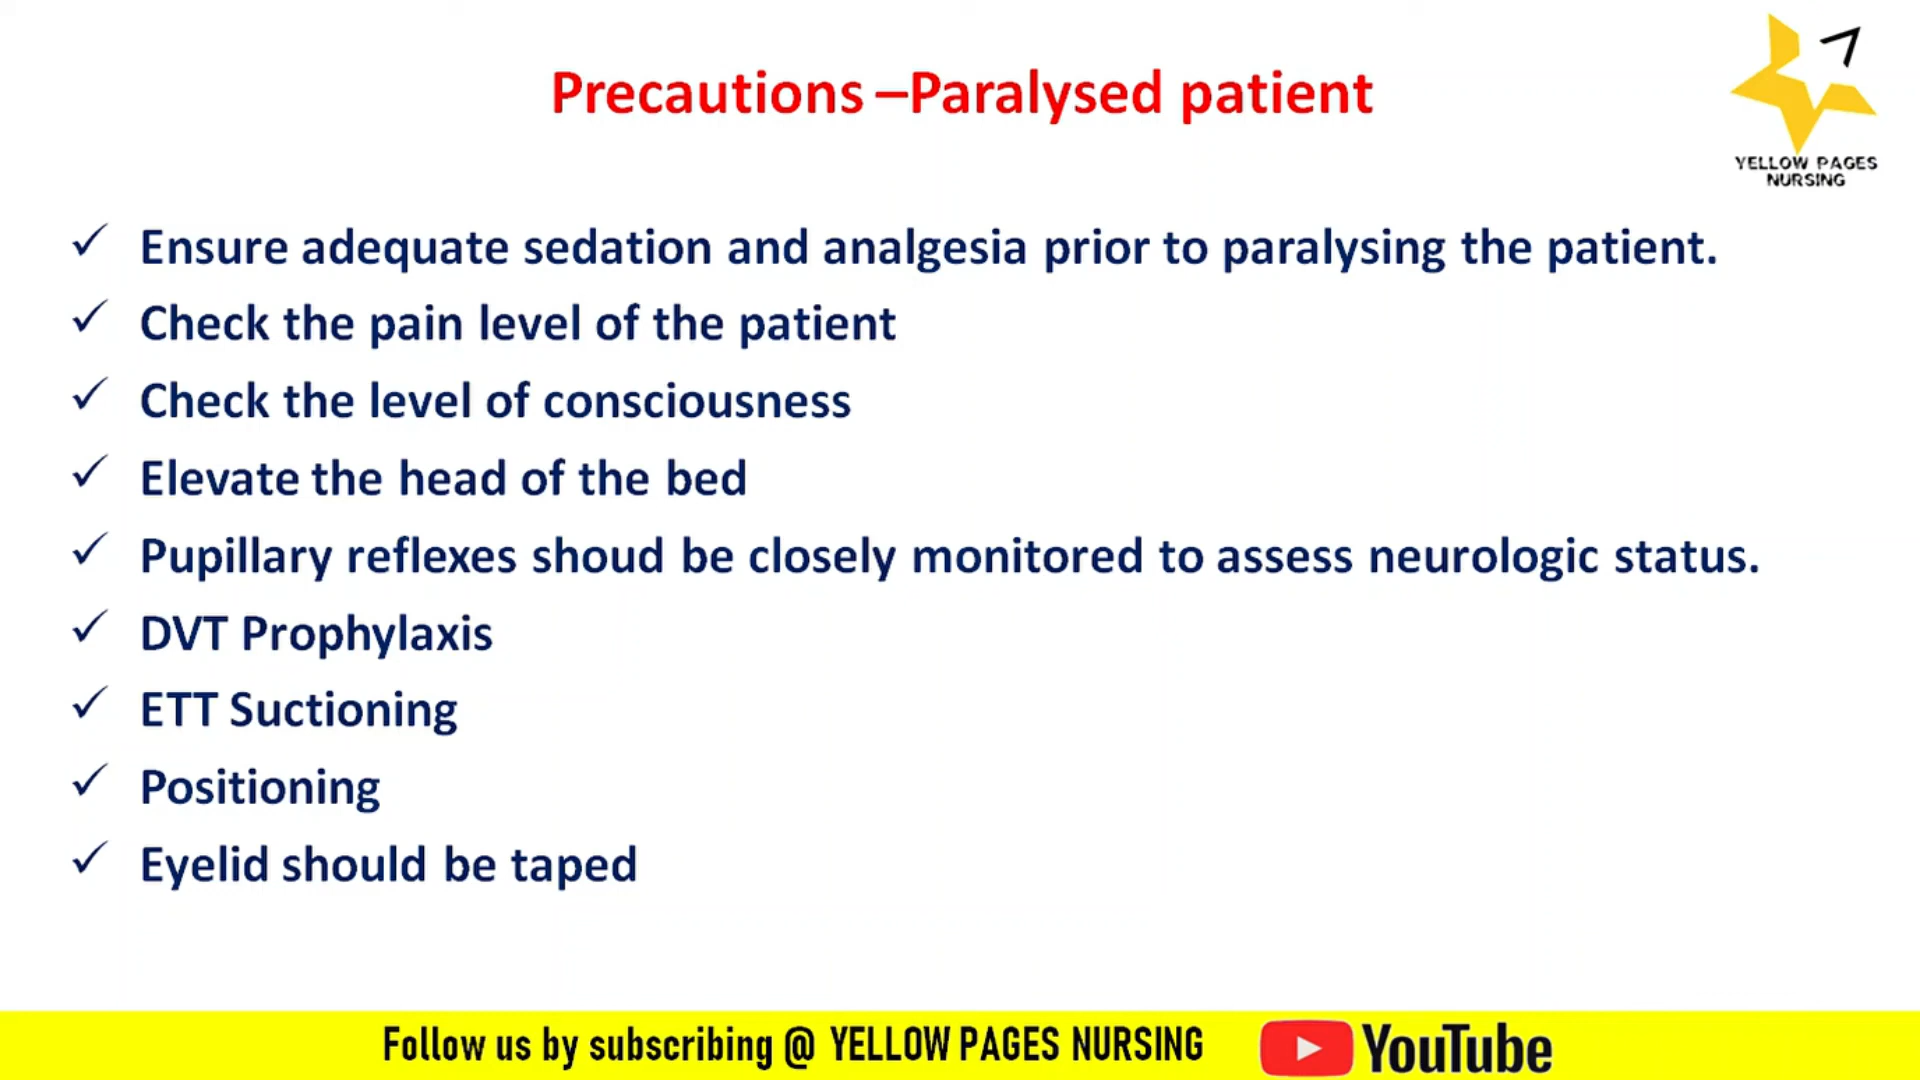 Precautions –Paralysed patient
YELLOW PAGES
NURSING
✓ Ensure adequate sedation and analgesia prior to paralysing the patient.
✓ Check the pain level of the patient
✓ Check the level of consciousness
✓ Elevate the head of the bed
✓ Pupillary reflexes shoud be closely monitored to assess neurologic status.
✓ DVT Prophylaxis
✓ ETT Suctioning
✓ Positioning
✓ Eyelid should be taped
Follow us by subscribing @ YELLOW PAGES NURSING YouTube